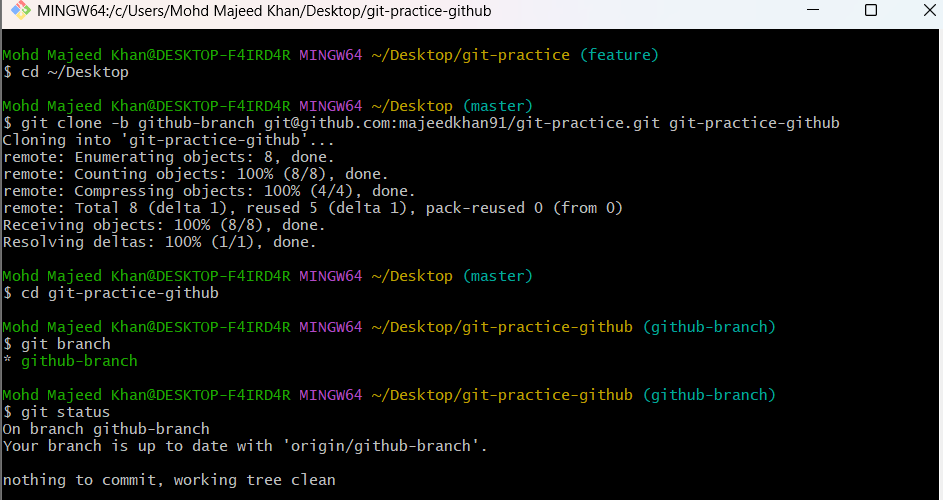 MINGW64:/c/Users/Mohd Majeed Khan/Desktop/git-practice-github
Mohd Majeed Khan@DESKTOP-F4IRD4R MINGW64 ~/Desktop/git-practice (feature)
$ cd ~/Desktop
Mohd Majeed Khan@DESKTOP-F4IRD4R MINGW64 ~/Desktop (master)
$ git clone -b github-branch git@github.com:majeedkhan91/git-practice.git git-practice-github
Cloning into 'git-practice-github'...
remote: Enumerating objects: 8, done.
remote: Counting objects: 100% (8/8), done.
remote: Compressing objects: 100% (4/4), done.
remote: Total 8 (delta 1), reused 5 (delta 1), pack-reused 0 (from 0)
Receiving objects: 100% (8/8), done.
Resolving deltas: 100% (1/1), done.
Mohd Majeed Khan@DESKTOP-F4IRD4R MINGW64 ~/Desktop (master)
$ cd git-practice-github
Mohd Majeed Khan@DESKTOP-F4IRD4R MINGW64 ~/Desktop/git-practice-github (github-branch)
$ git branch
* github-branch
Mohd Majeed Khan@DESKTOP-F4IRD4R MINGW64 ~/Desktop/git-practice-github (github-branch)
$ git status
On branch github-branch
Your branch is up to date with 'origin/github-branch'.
nothing to commit, working tree clean